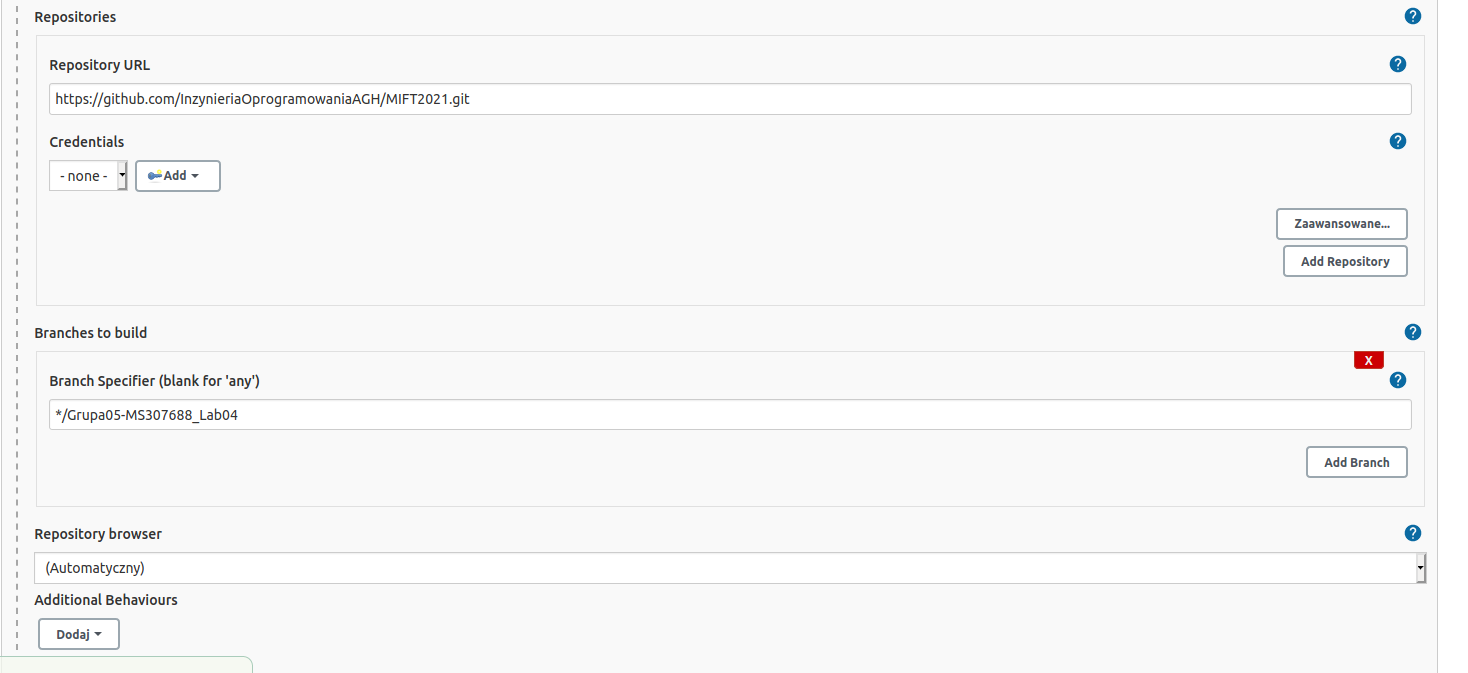 Repositories
Repository URL
https://github.com/InzynieriaOprogramowaniaAGH/MIFT2021.git
Credentials
- none -
Add
Zaawansowane...
Add Repository
Branches to build
X
Branch Specifier (blank for 'any')
*/Grupa05-MS307688_Lab04
Add Branch
Repository browser
(Automatyczny)
Additional Behaviours
Dodaj